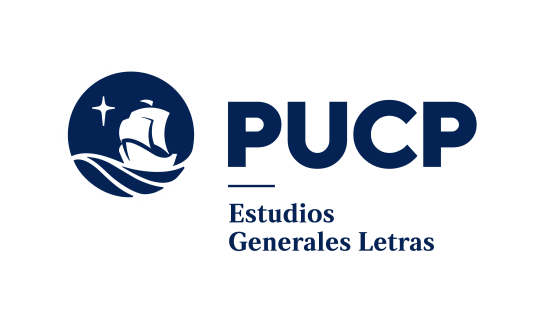 PUCP
Estudios
Generales Letras